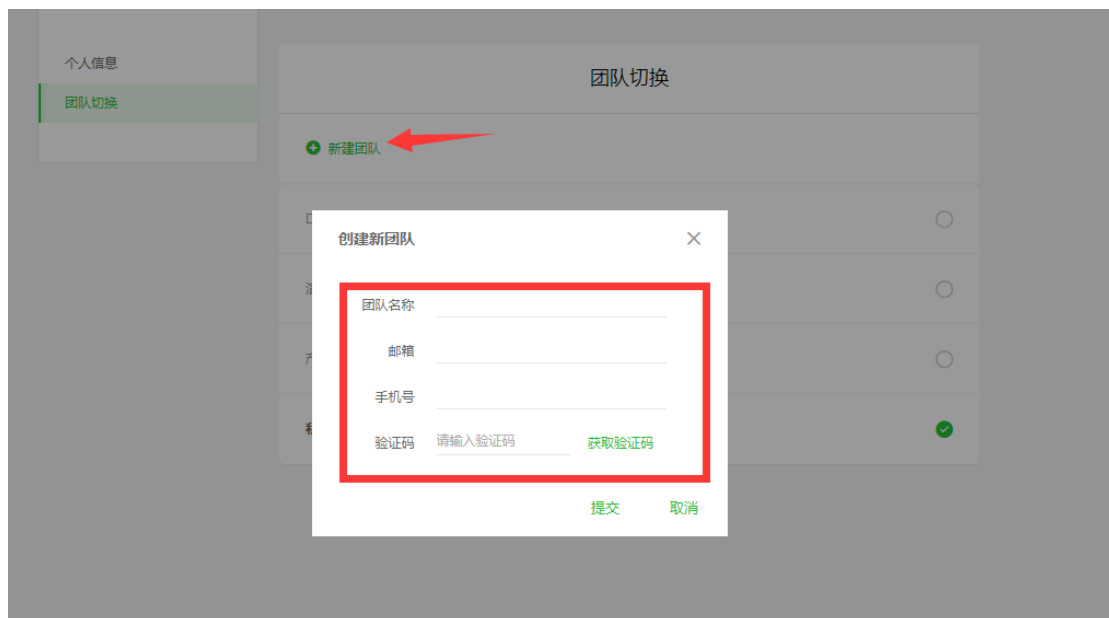 个人信息
团队切换
团队切换
新建团队
创建新团队
团队名称
邮箱
手机号
验证码 请输入验证码 获取验证码
提交 取消